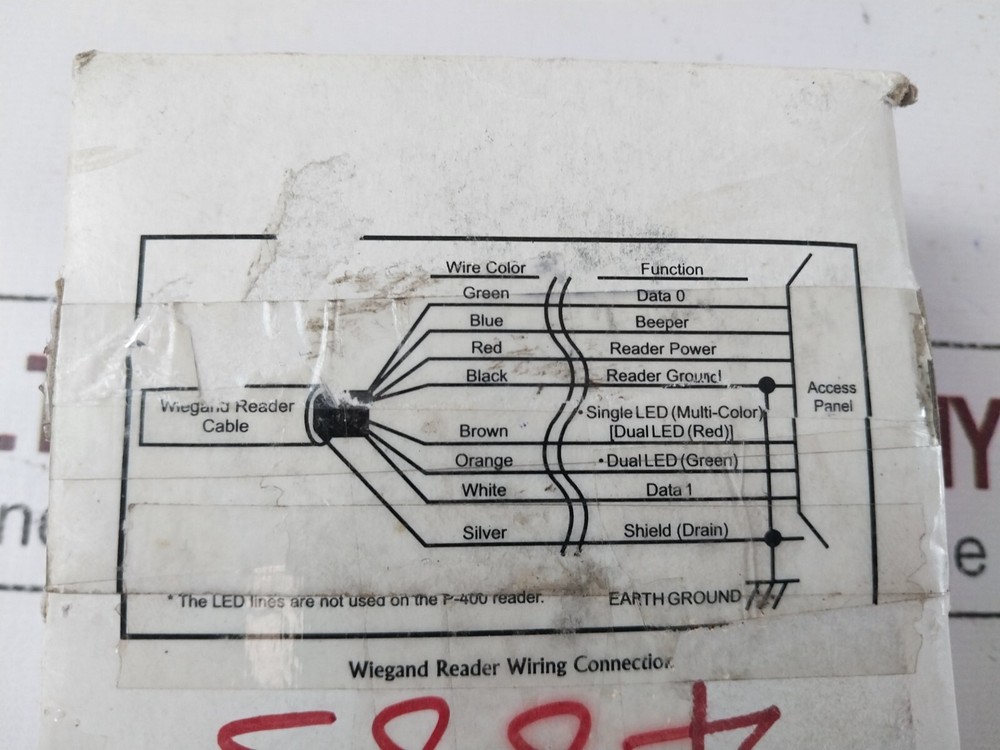 Wire Color Function
Green Data 0
Blue Beeper
Red Reader Power
Black Reader Ground
Wiegand Reader
Cable
Access
Panel
• Single LED (Multi-Color)
Brown [Dual LED (Red)]
Orange • Dual LED (Green)
White Data 1
Silver Shield (Drain)
* The LED lines are not used on the P-400 reader.
EARTH GROUND
Wiegand Reader Wiring Connection